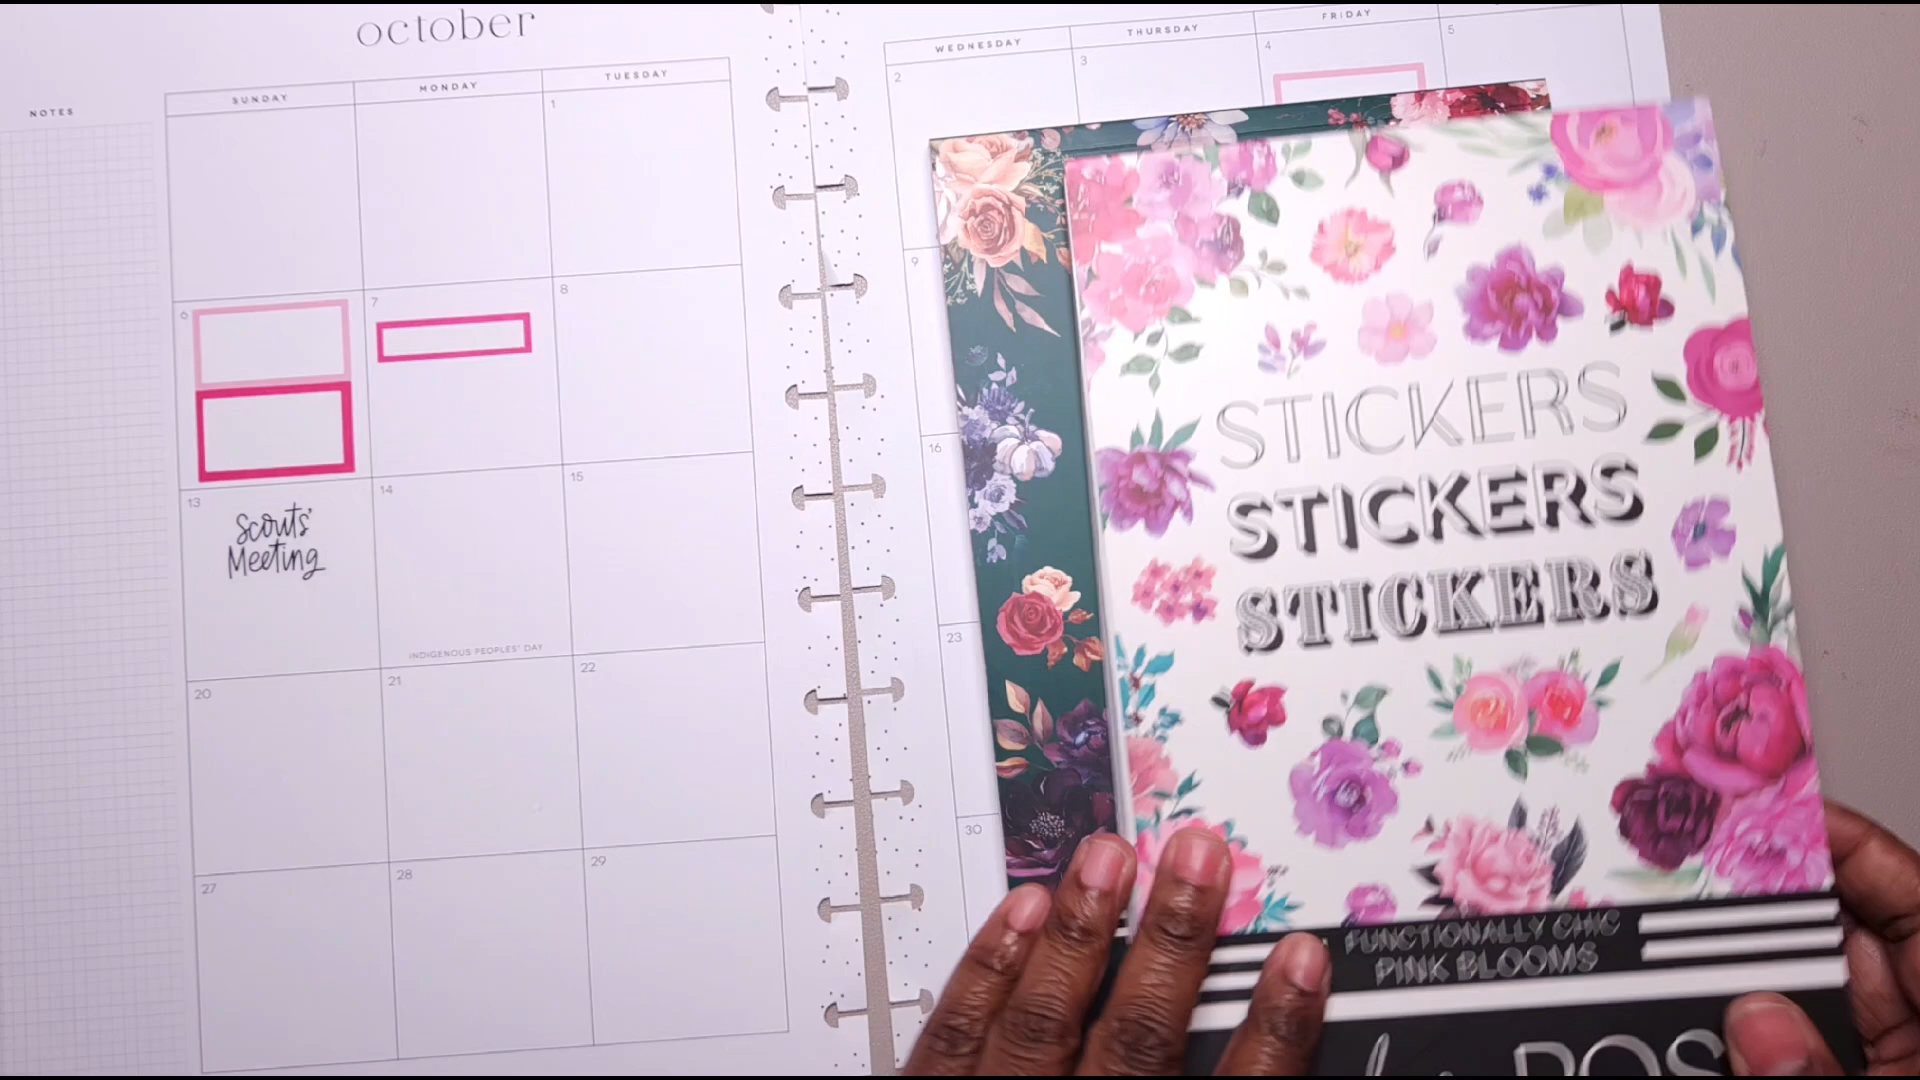 october
NOTES
SUNDAY MONDAY TUESDAY
1
6 7 8
13 14 15
Scouts'
Meeting
INDIGENOUS PEOPLES' DAY
20 21 22
27 28 29
WEDNESDAY THURSDAY FRIDAY
2 3 4 5
9
16
23
30
STICKERS
STICKERS
STICKERS
FUNCTIONALLY CHIC
PINK BLOOMS